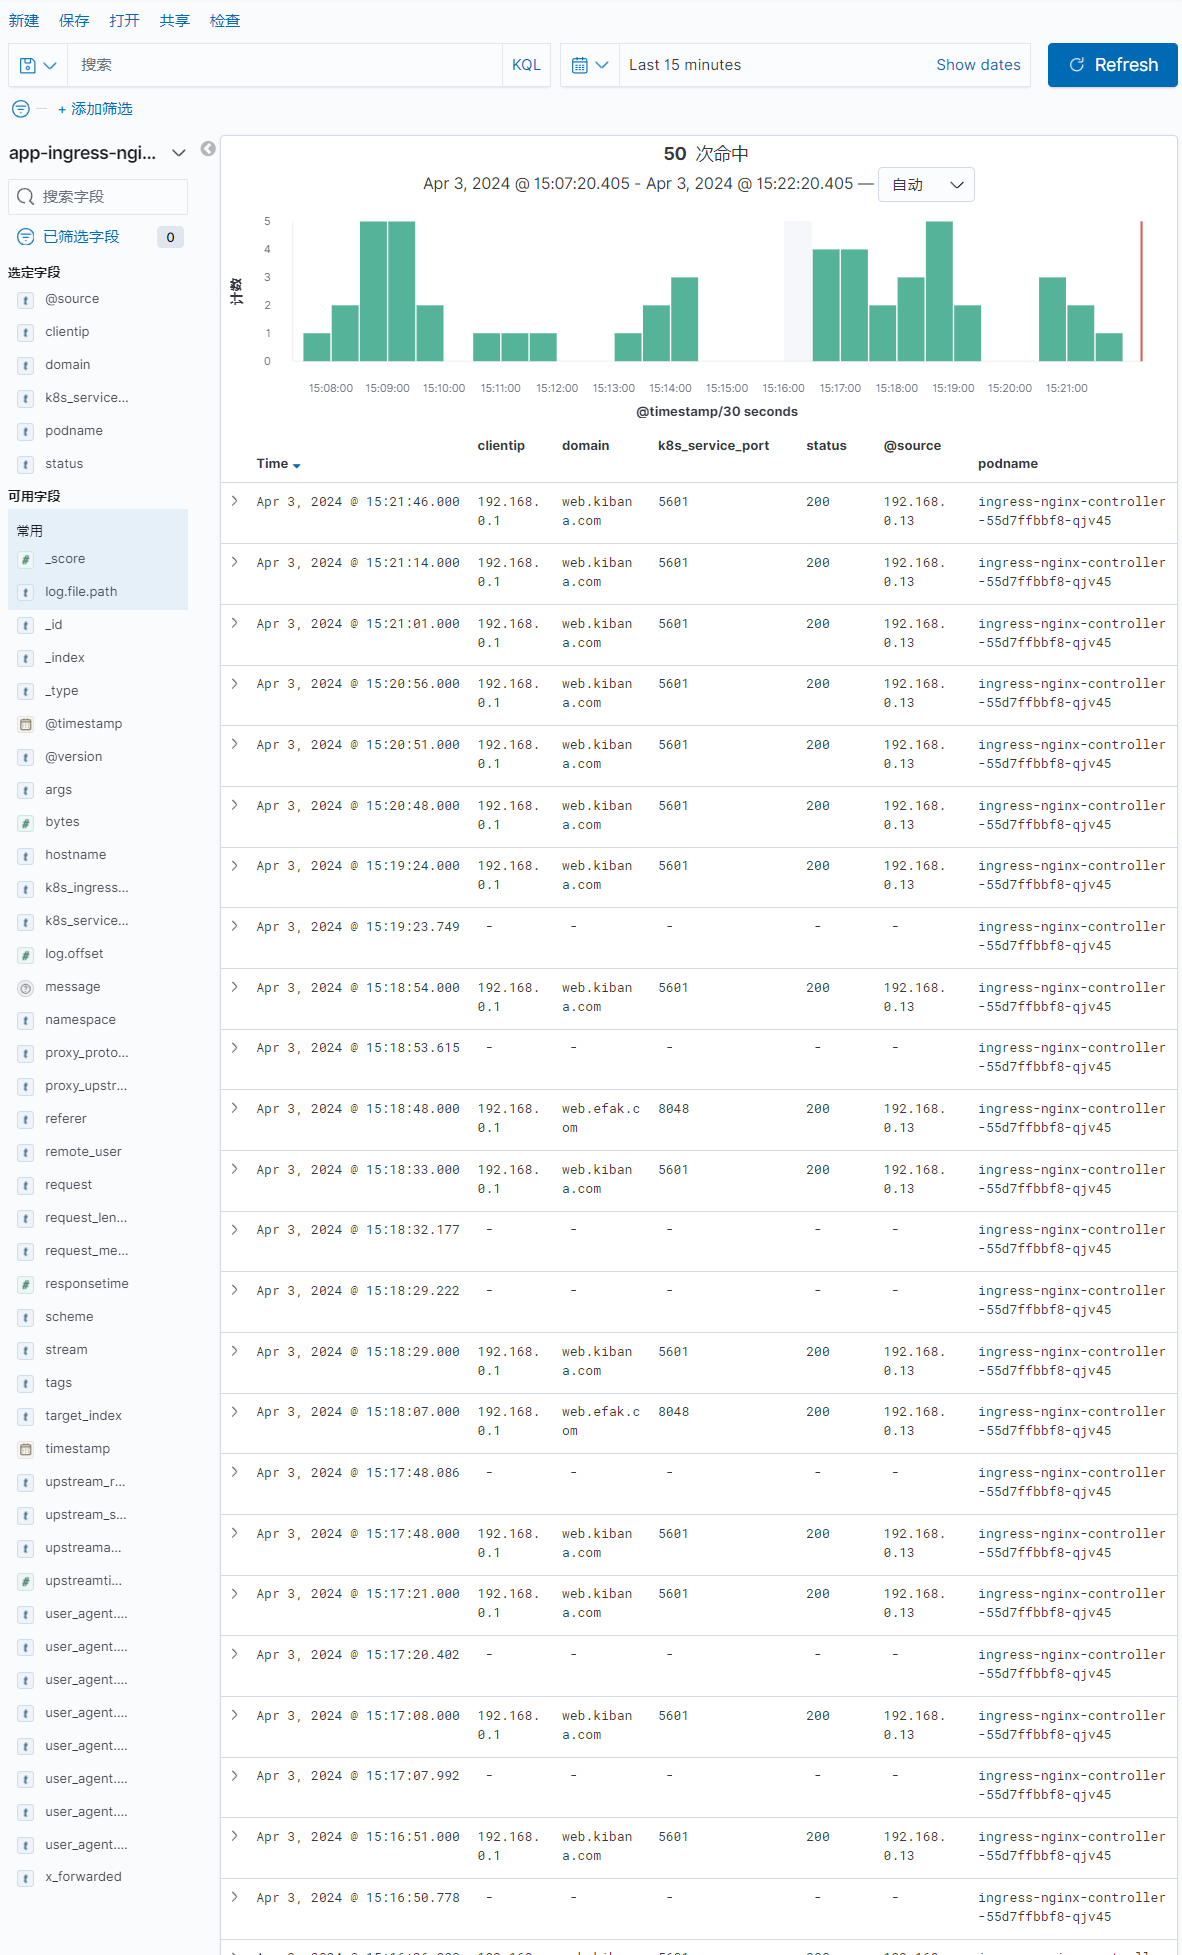 新建 保存 打开 共享 检查
搜索 KQL Last 15 minutes Show dates Refresh
+ 添加筛选
app-ingress-ngi...
搜索字段
已筛选字段 0
选定字段
@source
clientip
domain
k8s_service...
podname
status
可用字段
常用
_score
log.file.path
_id
_index
_type
@timestamp
@version
args
bytes
hostname
k8s_ingress...
k8s_service...
log.offset
message
namespace
proxy_proto...
proxy_upstr...
referer
remote_user
request
request_len...
request_me...
responsetime
scheme
stream
tags
target_index
timestamp
upstream_r...
upstream_s...
upstreama...
upstreamti...
user_agent....
user_agent....
user_agent....
user_agent....
user_agent....
user_agent....
user_agent....
user_agent....
x_forwarded
50 次命中
Apr 3, 2024 @ 15:07:20.405 - Apr 3, 2024 @ 15:22:20.405 — 自动
计数
5
4
3
2
1
0
15:08:00 15:09:00 15:10:00 15:11:00 15:12:00 15:13:00 15:14:00 15:15:00 15:16:00 15:17:00 15:18:00 15:19:00 15:20:00 15:21:00
@timestamp/30 seconds
Time clientip domain k8s_service_port status @source podname
Apr 3, 2024 @ 15:21:46.000 192.168. web.kiban 5601 200 192.168. ingress-nginx-controller
0.1 a.com 0.13 -55d7ffbbf8-qjv45
Apr 3, 2024 @ 15:21:14.000 192.168. web.kiban 5601 200 192.168. ingress-nginx-controller
0.1 a.com 0.13 -55d7ffbbf8-qjv45
Apr 3, 2024 @ 15:21:01.000 192.168. web.kiban 5601 200 192.168. ingress-nginx-controller
0.1 a.com 0.13 -55d7ffbbf8-qjv45
Apr 3, 2024 @ 15:20:56.000 192.168. web.kiban 5601 200 192.168. ingress-nginx-controller
0.1 a.com 0.13 -55d7ffbbf8-qjv45
Apr 3, 2024 @ 15:20:51.000 192.168. web.kiban 5601 200 192.168. ingress-nginx-controller
0.1 a.com 0.13 -55d7ffbbf8-qjv45
Apr 3, 2024 @ 15:20:48.000 192.168. web.kiban 5601 200 192.168. ingress-nginx-controller
0.1 a.com 0.13 -55d7ffbbf8-qjv45
Apr 3, 2024 @ 15:19:24.000 192.168. web.kiban 5601 200 192.168. ingress-nginx-controller
0.1 a.com 0.13 -55d7ffbbf8-qjv45
Apr 3, 2024 @ 15:19:23.749 - - - - - ingress-nginx-controller
-55d7ffbbf8-qjv45
Apr 3, 2024 @ 15:18:54.000 192.168. web.kiban 5601 200 192.168. ingress-nginx-controller
0.1 a.com 0.13 -55d7ffbbf8-qjv45
Apr 3, 2024 @ 15:18:53.615 - - - - - ingress-nginx-controller
-55d7ffbbf8-qjv45
Apr 3, 2024 @ 15:18:48.000 192.168. web.efak.c 8048 200 192.168. ingress-nginx-controller
0.1 om 0.13 -55d7ffbbf8-qjv45
Apr 3, 2024 @ 15:18:33.000 192.168. web.kiban 5601 200 192.168. ingress-nginx-controller
0.1 a.com 0.13 -55d7ffbbf8-qjv45
Apr 3, 2024 @ 15:18:32.177 - - - - - ingress-nginx-controller
-55d7ffbbf8-qjv45
Apr 3, 2024 @ 15:18:29.222 - - - - - ingress-nginx-controller
-55d7ffbbf8-qjv45
Apr 3, 2024 @ 15:18:29.000 192.168. web.kiban 5601 200 192.168. ingress-nginx-controller
0.1 a.com 0.13 -55d7ffbbf8-qjv45
Apr 3, 2024 @ 15:18:07.000 192.168. web.efak.c 8048 200 192.168. ingress-nginx-controller
0.1 om 0.13 -55d7ffbbf8-qjv45
Apr 3, 2024 @ 15:17:48.086 - - - - - ingress-nginx-controller
-55d7ffbbf8-qjv45
Apr 3, 2024 @ 15:17:48.000 192.168. web.kiban 5601 200 192.168. ingress-nginx-controller
0.1 a.com 0.13 -55d7ffbbf8-qjv45
Apr 3, 2024 @ 15:17:21.000 192.168. web.kiban 5601 200 192.168. ingress-nginx-controller
0.1 a.com 0.13 -55d7ffbbf8-qjv45
Apr 3, 2024 @ 15:17:20.402 - - - - - ingress-nginx-controller
-55d7ffbbf8-qjv45
Apr 3, 2024 @ 15:17:08.000 192.168. web.kiban 5601 200 192.168. ingress-nginx-controller
0.1 a.com 0.13 -55d7ffbbf8-qjv45
Apr 3, 2024 @ 15:17:07.992 - - - - - ingress-nginx-controller
-55d7ffbbf8-qjv45
Apr 3, 2024 @ 15:16:51.000 192.168. web.kiban 5601 200 192.168. ingress-nginx-controller
0.1 a.com 0.13 -55d7ffbbf8-qjv45
Apr 3, 2024 @ 15:16:50.778 - - - - - ingress-nginx-controller
-55d7ffbbf8-qjv45